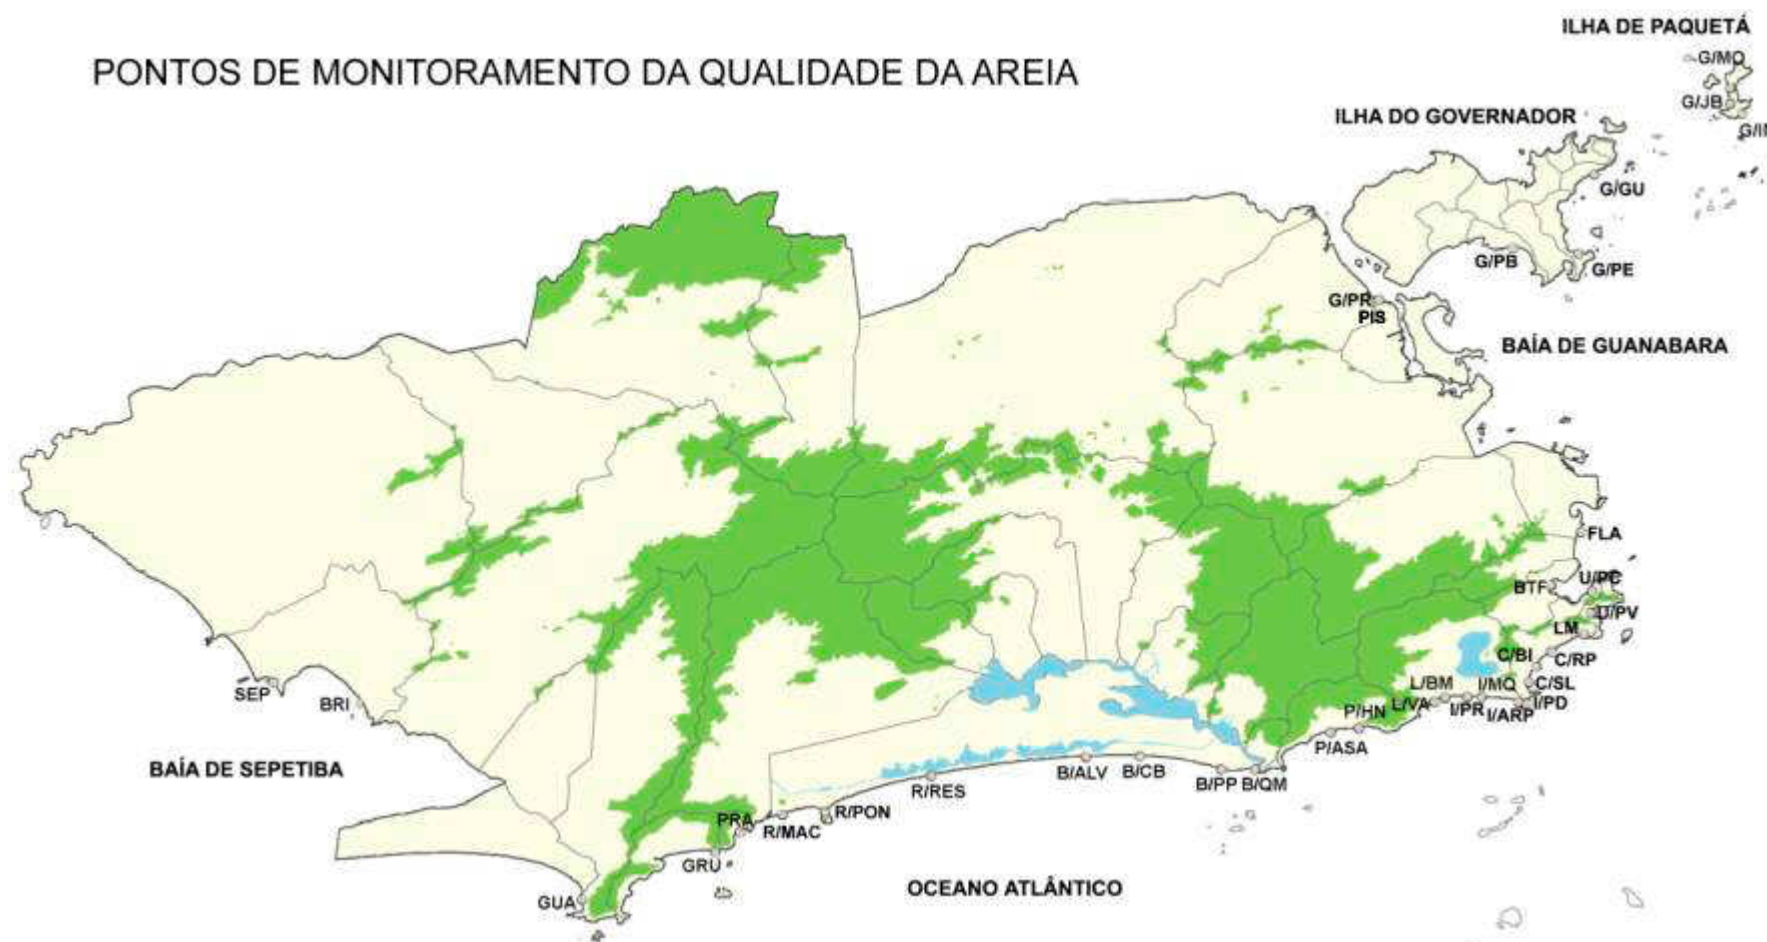 ILHA DE PAQUETÁ
G/MO
PONTOS DE MONITORAMENTO DA QUALIDADE DA AREIA
G/JB
ILHA DO GOVERNADOR
G/GU
G/PB
G/PE
G/PR
PIS
BAÍA DE GUANABARA
FLA
BTF
U/PV
LM
C/BI
C/RP
SEP
BRI
L/BM
I/MQ
C/SL
L/VA
I/PR
I/ARP
I/PD
P/HN
P/ASA
BAÍA DE SEPETIBA
B/ALV
B/CB
B/PP
B/QM
R/RES
R/PON
PRA
R/MAC
GRU
GUA
OCEANO ATLÂNTICO